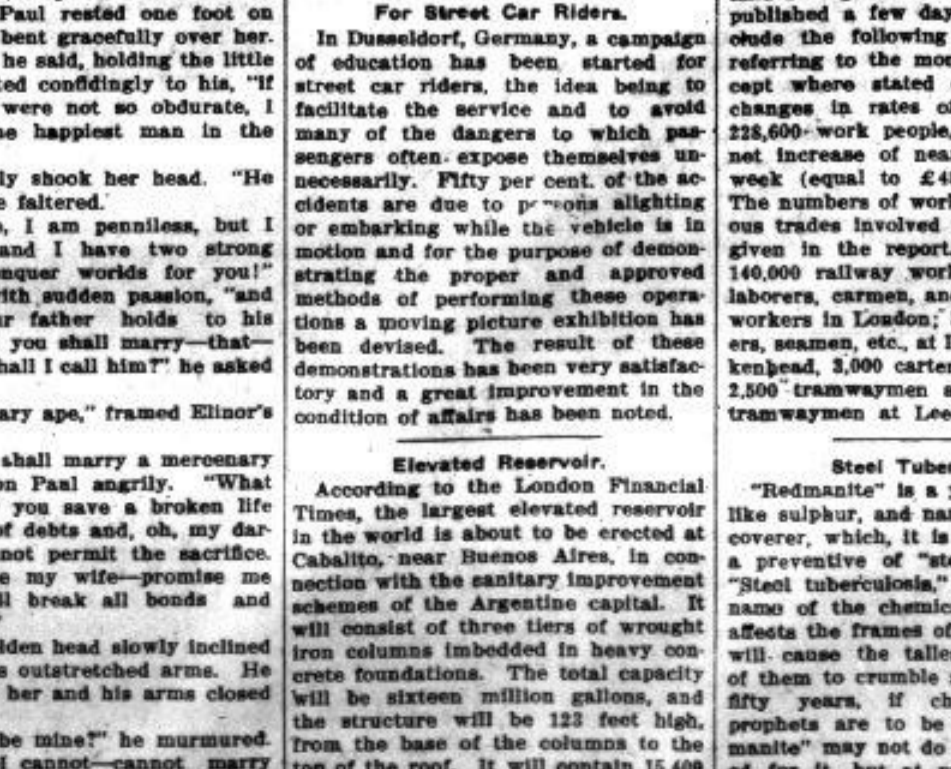 Paul rested one foot on
bent gracefully over her.
he said, holding the little
ted confidingly to his, "If
were not so obdurate, I
e happiest man in the
ly shook her head. "He
e faltered.
, I am penniless, but I
and I have two strong
nquer worlds for you!"
ith sudden passion, "and
ur father holds to his
you shall marry—that—
hall I call him?" he asked
ary ape," framed Elinor's
shall marry a mercenary
on Paul angrily. "What
you save a broken life
of debts and, oh, my dar-
not permit the sacrifice.
e my wife—promise me
ll break all bonds and
lden head slowly inclined
s outstretched arms. He
her and his arms closed
be mine?" he murmured.
I cannot—cannot marry
For Street Car Riders.
In Dusseldorf, Germany, a campaign
of education has been started for
street car riders, the idea being to
facilitate the service and to avoid
many of the dangers to which pas-
sengers often expose themselves un-
necessarily. Fifty per cent. of the ac-
cidents are due to persons alighting
or embarking while the vehicle is in
motion and for the purpose of demon-
strating the proper and approved
methods of performing these opera-
tions a moving picture exhibition has
been devised. The result of these
demonstrations has been very satisfac-
tory and a great improvement in the
condition of affairs has been noted.
Elevated Reservoir.
According to the London Financial
Times, the largest elevated reservoir
in the world is about to be erected at
Cabalito, near Buenos Aires, in con-
nection with the sanitary improvement
schemes of the Argentine capital. It
will consist of three tiers of wrought
iron columns imbedded in heavy con-
crete foundations. The total capacity
will be sixteen million gallons, and
the structure will be 123 feet high,
from the base of the columns to the
top of the roof. It will contain 15,400
published a few da
clude the following
referring to the mo
cept where stated
changes in rates o
228,600 work people,
net increase of nea
week (equal to £4
The numbers of wor
ous trades involved
given in the report
140,000 railway wor
laborers, carmen, an
workers in London;
ers, seamen, etc., at l
kenhead, 3,000 carte
2,500 tramwaymen
tramwaymen at Lee
Steel Tube
"Redmanite" is a
like sulphur, and na
coverer, which, it is
a preventive of "st
"Steel tuberculosis,"
name of the chemi
affects the frames o
will cause the talle
of them to crumble
fifty years, if ch
prophets are to be
manite" may not do